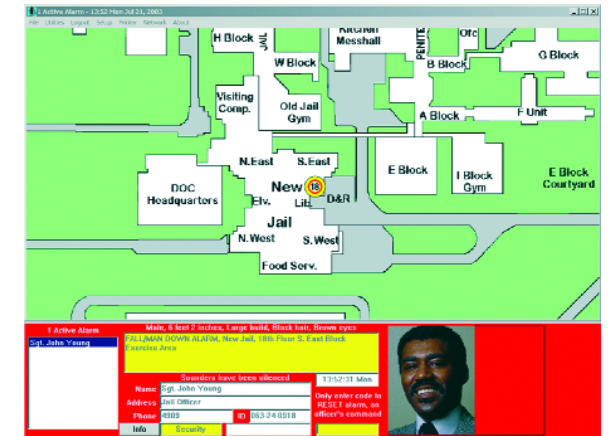 1 Active Alarm - 13:52 Mon Jul 21, 2003
File Utilities Logout Setup Printer Network About
H Block
JAIL
Kitchen
Messhall
Ofc
G Block
W Block
B Block
Visiting
Comp.
Old Jail
Gym
A Block
F Unit
N.East
S.East
E Block
I Block
Gym
E Block
Courtyard
DOC
Headquarters
New
18
Elv.
Lib.
D&R
Jail
N.West
S.West
Food Serv.
1 Active Alarm
Sgt. John Young
Male, 6 feet 2 inches, Large build, Black hair, Brown eyes
FALL/MAN DOWN ALARM, New Jail, 18th Floor S. East Block
Exercise Area
Sounders have been silenced
13:52:31 Mon
Name Sgt. John Young
Address Jail Officer
Phone 4909 ID 063-24-0918
Only enter code to
RESET alarm, on
officer's command
Info Security